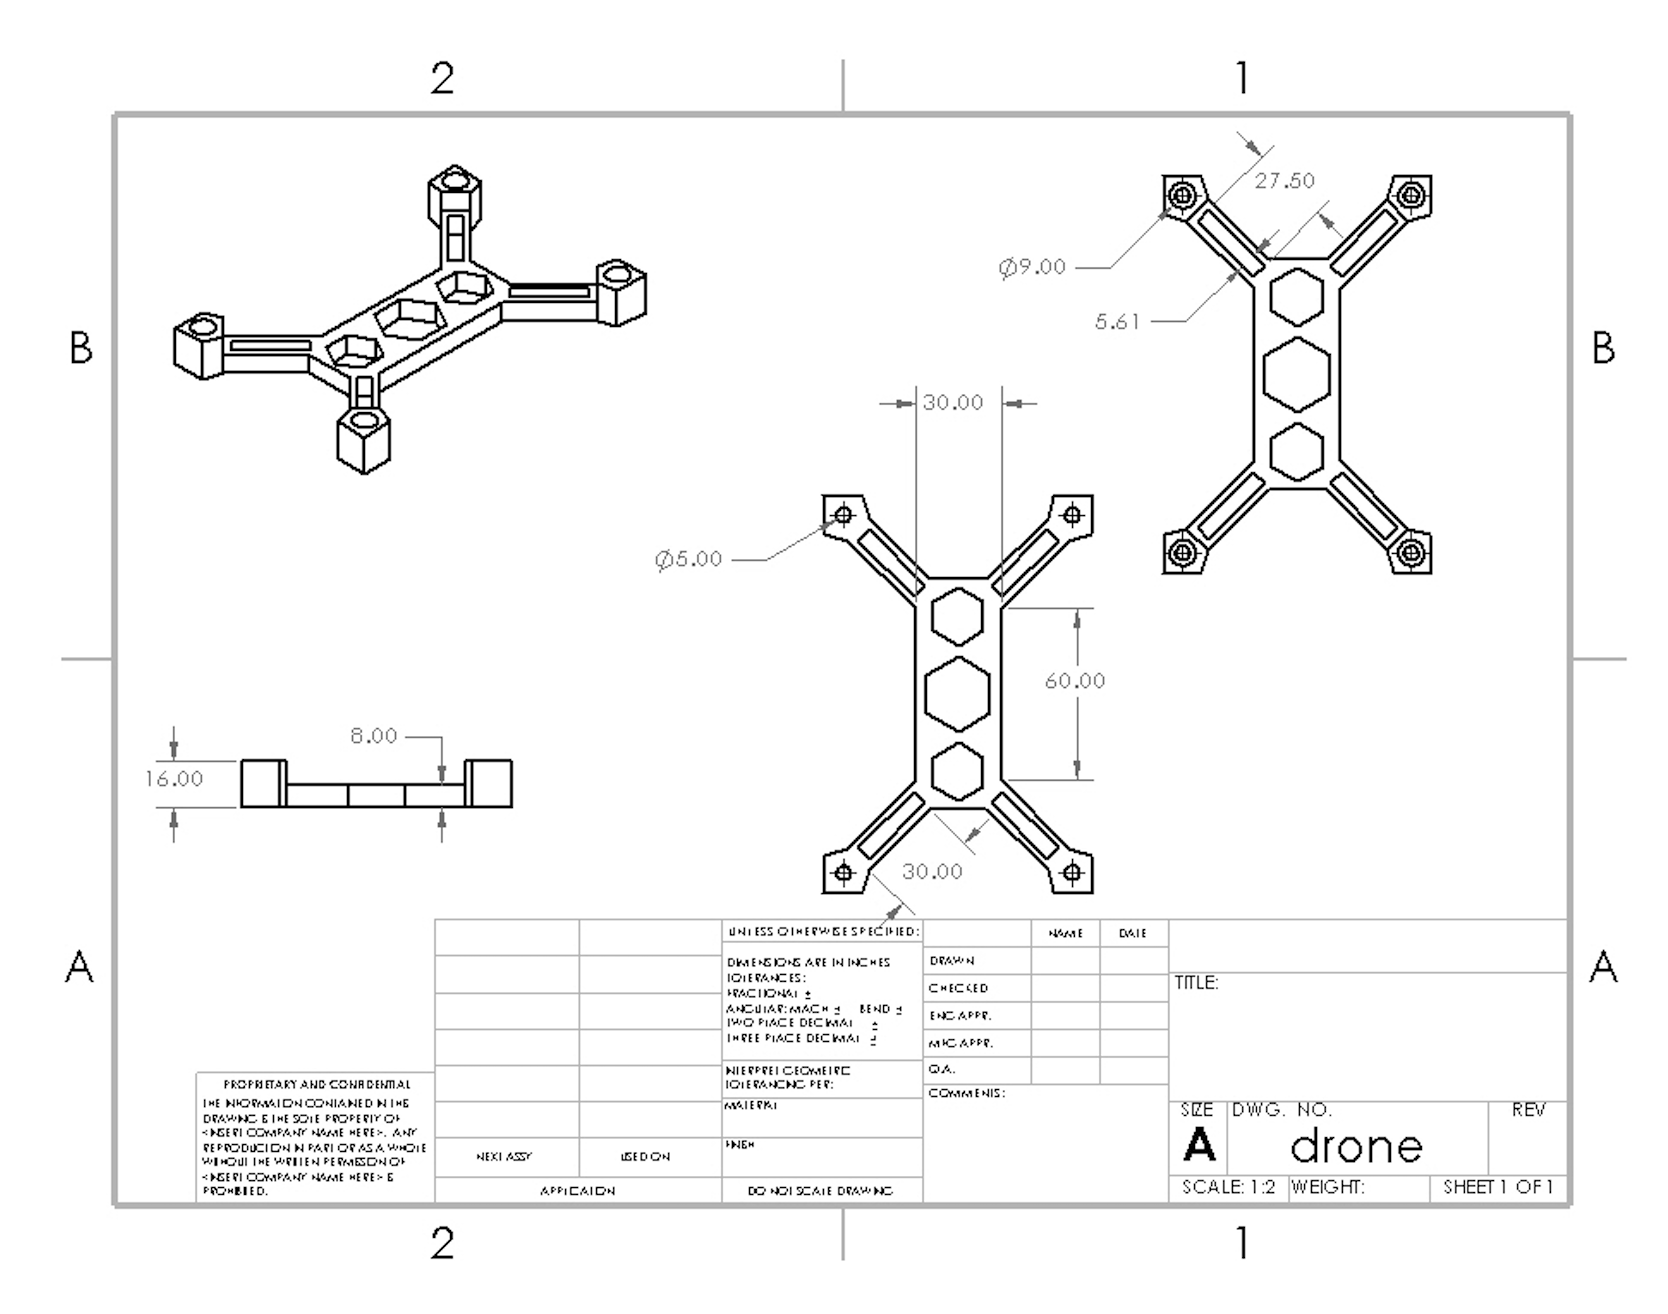 2
1
27.50
Ø9.00
5.61
B
B
30.00
Ø5.00
60.00
8.00
16.00
30.00
A
A
UNLESS OTHERWISE SPECIFIED:
NAME
DATE
DIMENSIONS ARE IN INCHES
TOLERANCES:
FRACTIONAL ±
ANGULAR: MACH ± BEND ±
TWO PLACE DECIMAL ±
THREE PLACE DECIMAL ±
INTERPRET GEOMETRIC
TOLERANCING PER:
MATERIAL
FINISH
DO NOT SCALE DRAWING
DRAWN
CHECKED
ENG APPR.
MFG APPR.
Q.A.
COMMENTS:
TITLE:
PROPRIETARY AND CONFIDENTIAL
THE INFORMATION CONTAINED IN THIS
DRAWING IS THE SOLE PROPERTY OF
<INSERT COMPANY NAME HERE>. ANY
REPRODUCTION IN PART OR AS A WHOLE
WITHOUT THE WRITTEN PERMISSION OF
<INSERT COMPANY NAME HERE> IS
PROHIBITED.
NEXT ASSY
USED ON
APPLICATION
SIZE
A
DWG. NO.
drone
REV
SCALE: 1:2
WEIGHT:
SHEET 1 OF 1
2
1